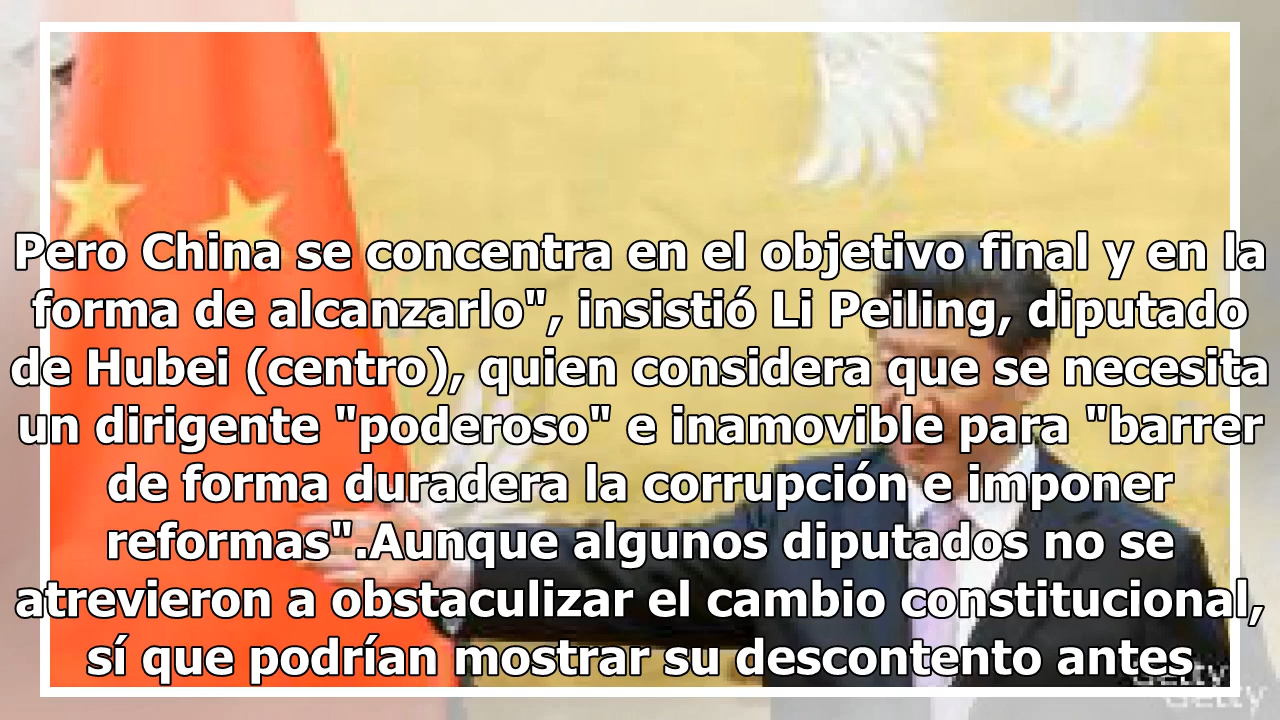 Pero China se concentra en el objetivo final y en la
forma de alcanzarlo", insistió Li Peiling, diputado
de Hubei (centro), quien considera que se necesita
un dirigente "poderoso" e inamovible para "barrer
de forma duradera la corrupción e imponer
reformas".Aunque algunos diputados no se
atrevieron a obstaculizar el cambio constitucional,
sí que podrían mostrar su descontento antes
Getty
Getty